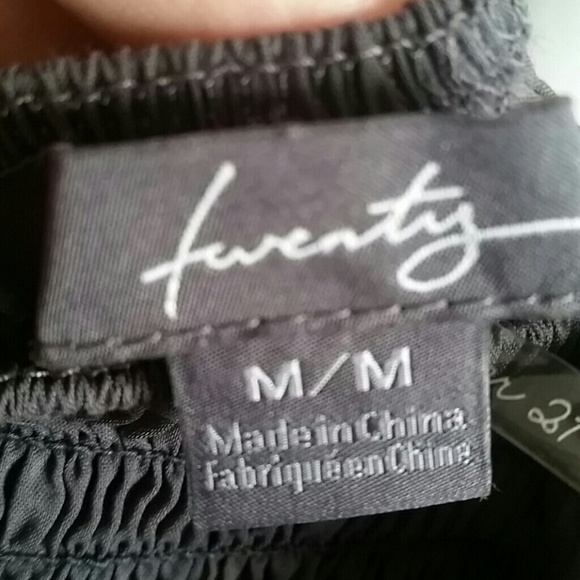 twenty
M/M
Made in China
Fabriqué en Chine